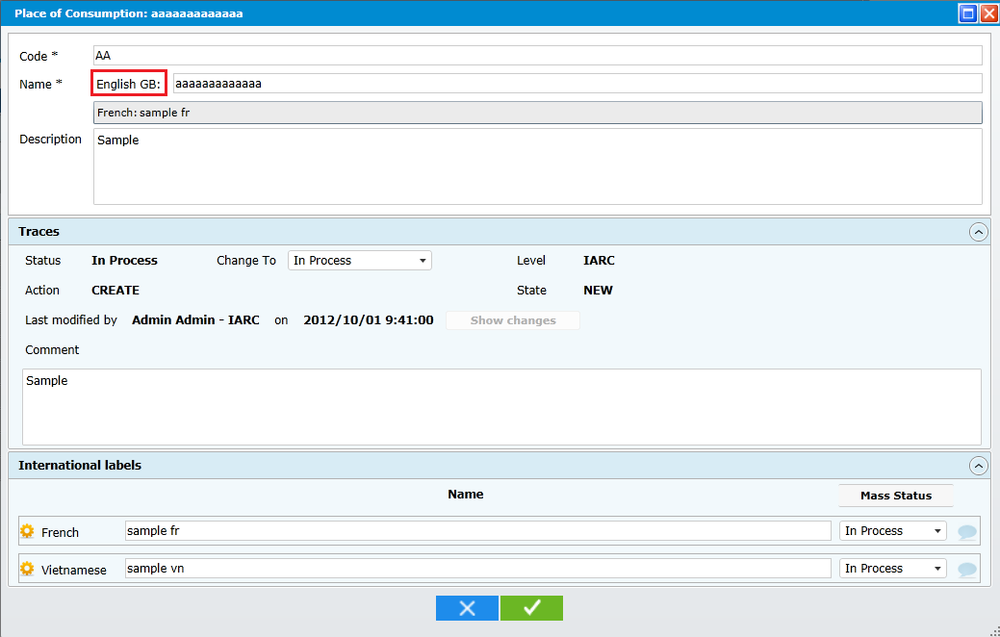 Place of Consumption: aaaaaaaaaaaaa
Code * AA
Name * English GB: aaaaaaaaaaaaa
French: sample fr
Description Sample
Traces
Status In Process Change To In Process Level IARC
Action CREATE State NEW
Last modified by Admin Admin - IARC on 2012/10/01 9:41:00 Show changes
Comment
Sample
International labels
Name Mass Status
French sample fr In Process
Vietnamese sample vn In Process